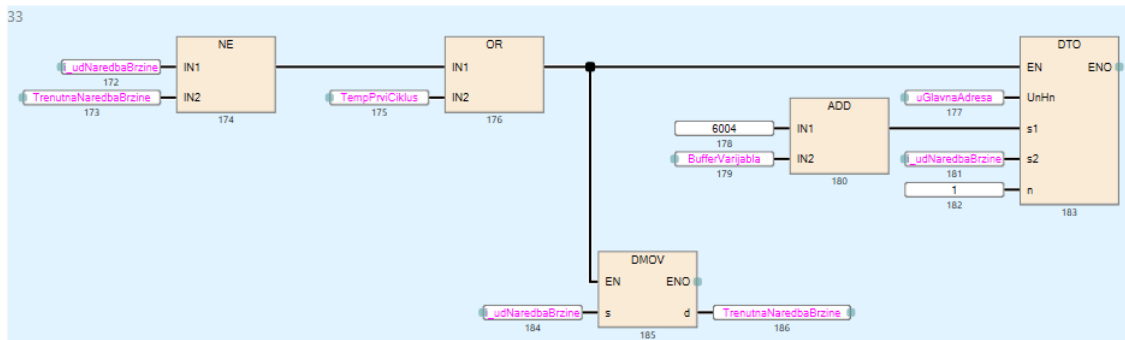 33
NE
i_udNaredbaBrzine
IN1
172
TrenutnaNaredbaBrzine
IN2
173
174
OR
IN1
TempPrviCiklus
IN2
175
176
DTO
EN
ENO
uGlavnaAdresa
UnHn
177
ADD
6004
IN1
s1
178
BufferVarijabla
IN2
179
180
i_udNaredbaBrzine
s2
181
1
n
182
183
DMOV
EN
ENO
i_udNaredbaBrzine
s
d
TrenutnaNaredbaBrzine
184
185
186